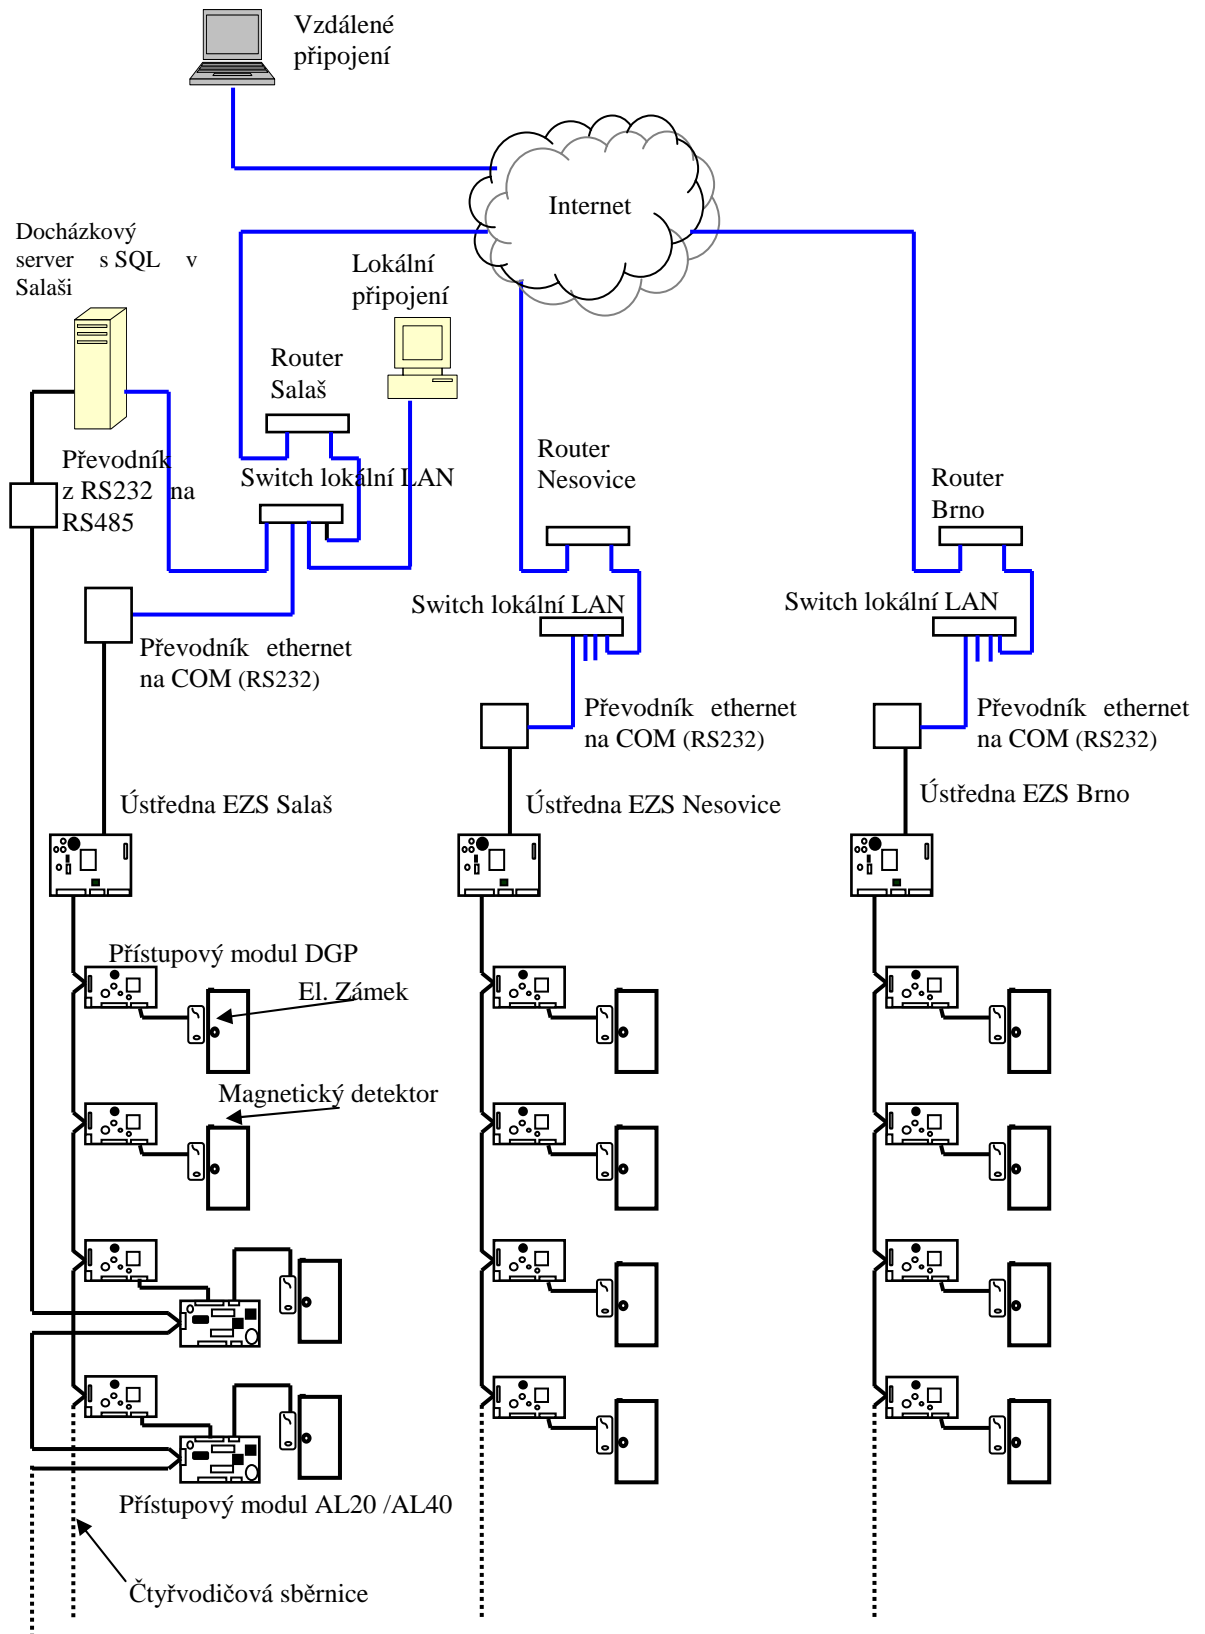 Vzdálené
připojení
Internet
Docházkový
server s SQL v
Salaši
Lokální
připojení
Router
Salaš
Router
Nesovice
Router
Brno
Převodník
z RS232 na
RS485
Switch lokální LAN
Switch lokální LAN
Switch lokální LAN
Převodník ethernet
na COM (RS232)
Převodník ethernet
na COM (RS232)
Převodník ethernet
na COM (RS232)
Ústředna EZS Salaš
Ústředna EZS Nesovice
Ústředna EZS Brno
Přístupový modul DGP
El. Zámek
Magnetický detektor
Přístupový modul AL20 /AL40
Čtyřvodičová sběrnice